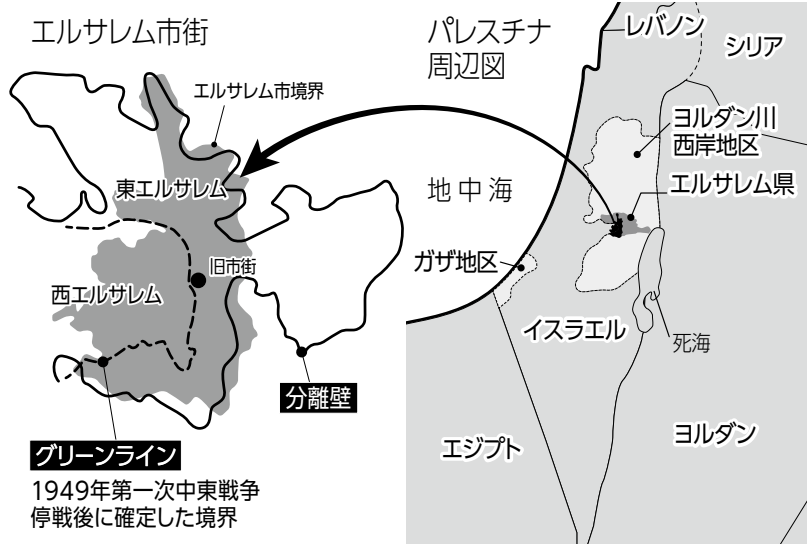 エルサレム市街
エルサレム市境界
東エルサレム
旧市街
西エルサレム
分離壁
グリーンライン
1949年第一次中東戦争
停戦後に確定した境界
パレスチナ
周辺図
レバノン
シリア
ヨルダン川
西岸地区
エルサレム県
地中海
ガザ地区
イスラエル
死海
エジプト
ヨルダン